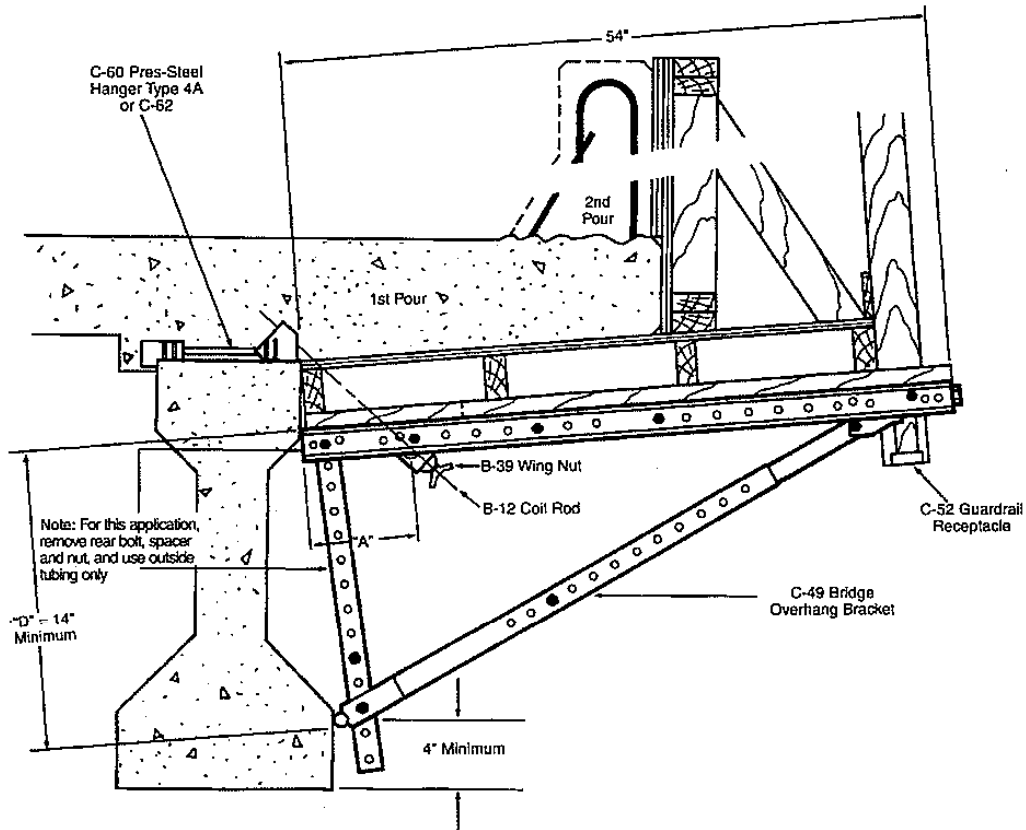 54"
C-60 Pres-Steel
Hanger Type 4A
or C-62
2nd
Pour
1st Pour
B-39 Wing Nut
B-12 Coil Rod
C-52 Guardrail
Receptacle
Note: For this application,
remove rear bolt, spacer
and nut, and use outside
tubing only
"A"
C-49 Bridge
Overhang Bracket
"D" = 14"
Minimum
4" Minimum